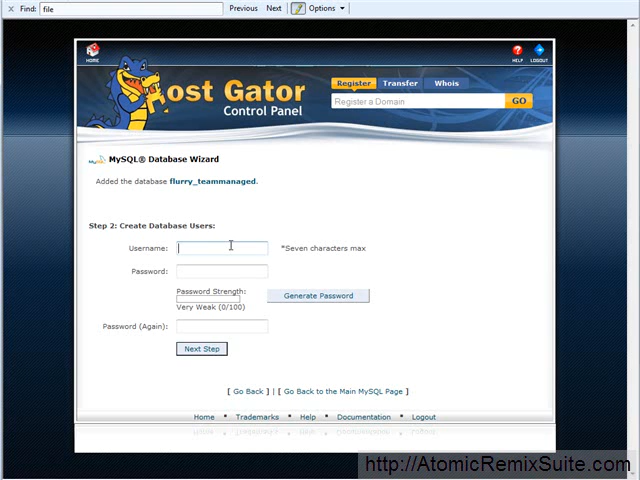 Find: file Previous Next Options
HOME HELP LOGOUT
Host Gator
Control Panel
Register Transfer Whois
Register a Domain GO
MySQL® Database Wizard
Added the database flurry_teammanaged.
Step 2: Create Database Users:
Username: *Seven characters max
Password:
Password Strength:
Very Weak (0/100)
Generate Password
Password (Again):
Next Step
[ Go Back ] | [ Go Back to the Main MySQL Page ]
Home • Trademarks • Help • Documentation • Logout
http://AtomicRemixSuite.com/